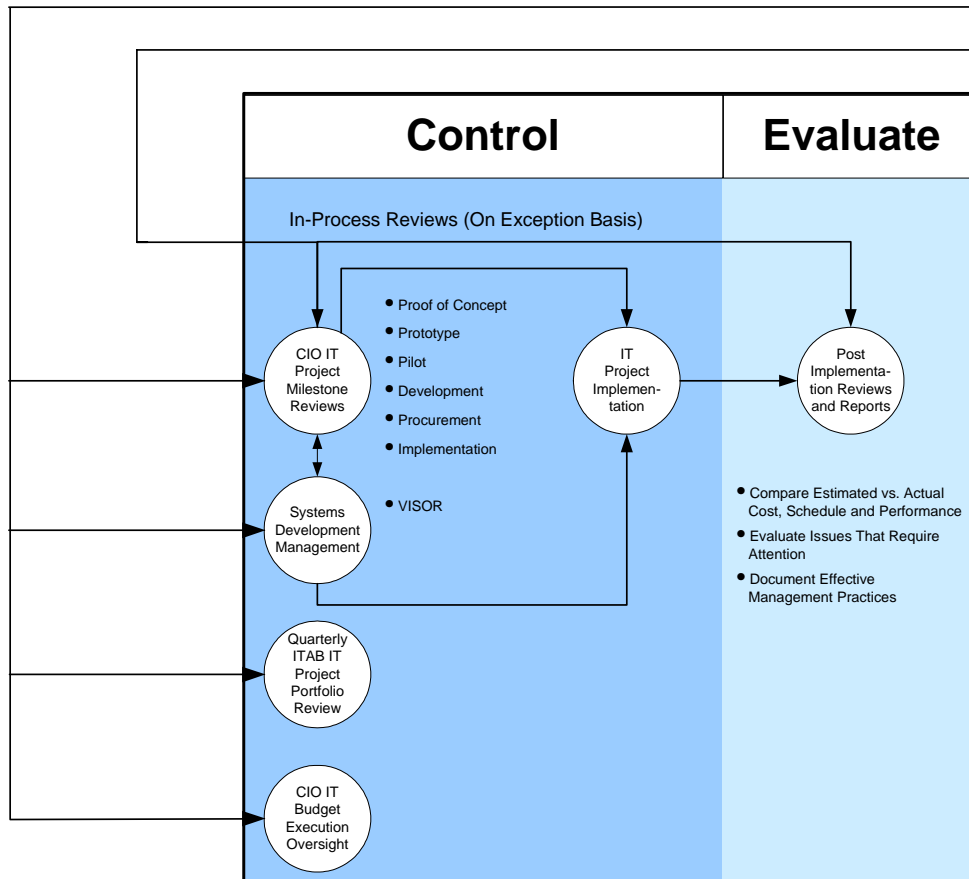 Control
Evaluate
In-Process Reviews (On Exception Basis)
CIO IT
Project
Milestone
Reviews
• Proof of Concept
• Prototype
• Pilot
• Development
• Procurement
• Implementation
• VISOR
IT
Project
Implemen-
tation
Post
Implementa-
tion Reviews
and Reports
Systems
Development
Management
• Compare Estimated vs. Actual
Cost, Schedule and Performance
• Evaluate Issues That Require
Attention
• Document Effective
Management Practices
Quarterly
ITAB IT
Project
Portfolio
Review
CIO IT
Budget
Execution
Oversight